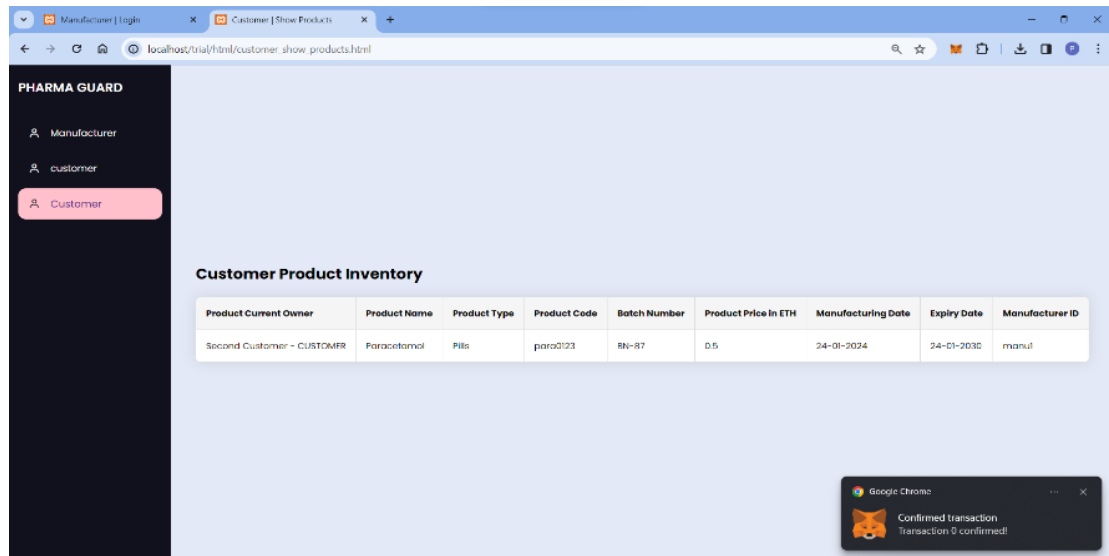 Manufacturer | Login
Customer | Show Products
localhost/trial/html/customer show products.html
P
PHARMA GUARD
Manufacturer
customer
Customer
Customer Product Inventory
Product Current Owner Product Name Product Type Product Code Batch Number Product Price in ETH Manufacturing Date Expiry Date Manufacturer ID
Second Customer - CUSTOMER Paracetamol Pills para0123 BN-87 0.5 24-01-2024 24-01-2030 manu1
Google Chrome
Confirmed transaction
Transaction 0 confirmed!